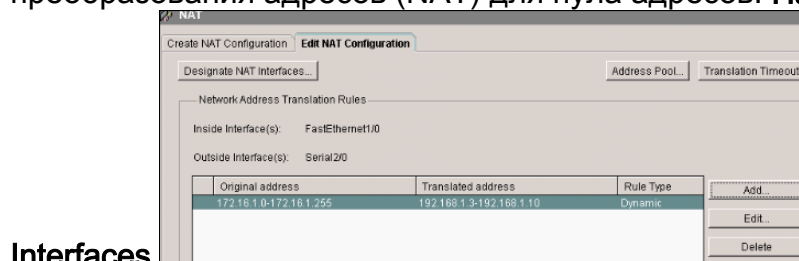 преобразования адресов (NAT) для пула адресов.
NAT
Create NAT Configuration Edit NAT Configuration
Designate NAT Interfaces... Address Pool... Translation Timeout
Network Address Translation Rules
Inside Interface(s): FastEthernet1/0
Outside Interface(s): Serial2/0
Original address Translated address Rule Type
172.16.1.0-172.16.1.255 192.168.1.3-192.168.1.10 Dynamic
Add...
Edit...
Delete
Interfaces